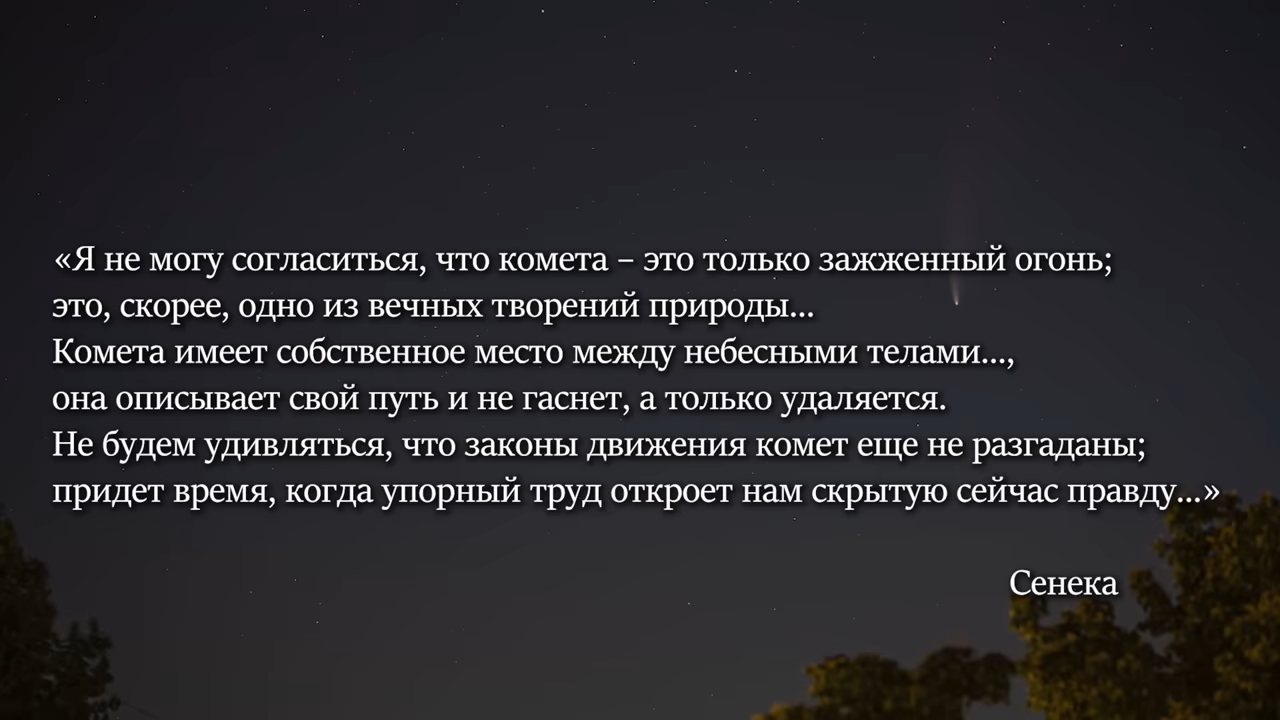 «Я не могу согласиться, что комета – это только зажженный огонь;
это, скорее, одно из вечных творений природы...
Комета имеет собственное место между небесными телами...,
она описывает свой путь и не гаснет, а только удаляется.
Не будем удивляться, что законы движения комет еще не разгаданы;
придет время, когда упорный труд откроет нам скрытую сейчас правду...»
Сенека